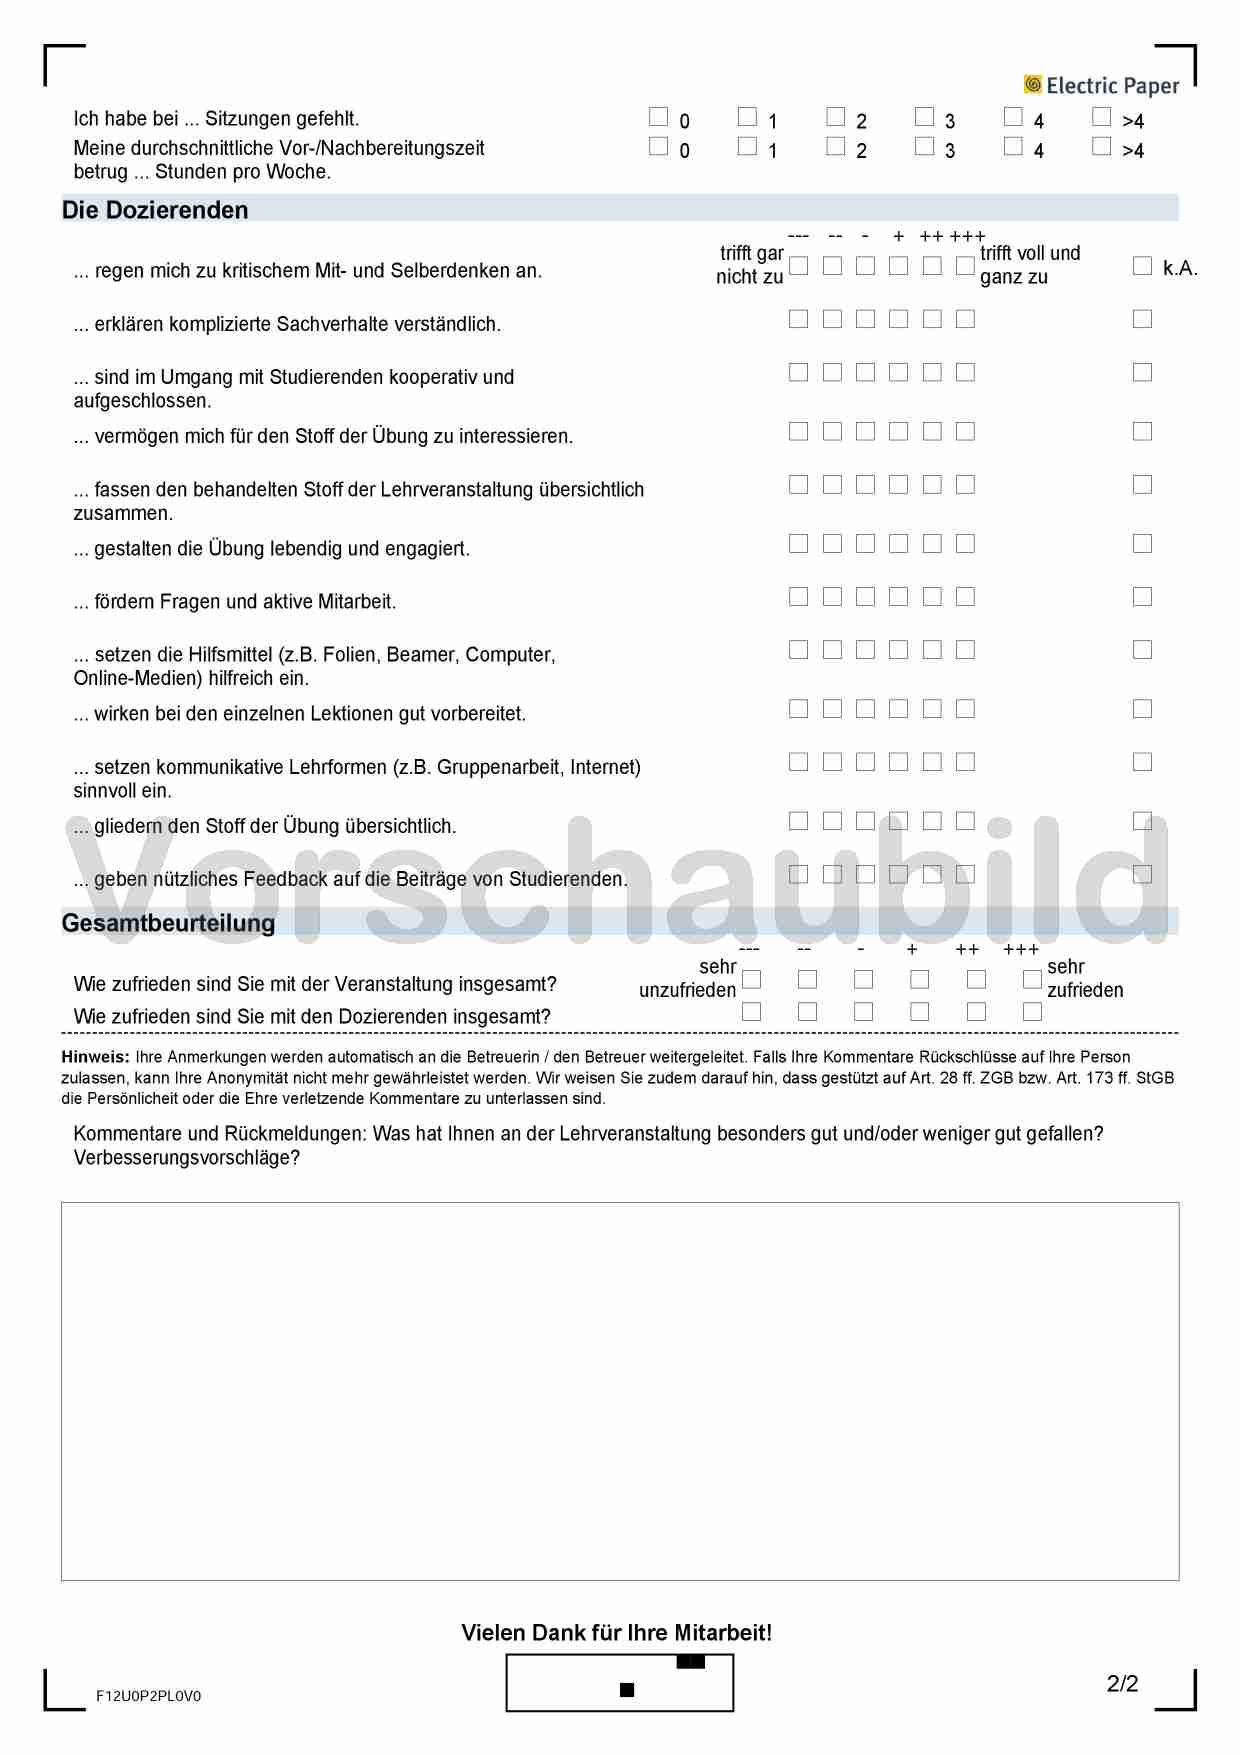 Electric Paper
Ich habe bei ... Sitzungen gefehlt. 0 1 2 3 4 >4
Meine durchschnittliche Vor-/Nachbereitungszeit 0 1 2 3 4 >4
betrug ... Stunden pro Woche.
Die Dozierenden
--- -- - + ++ +++
trifft gar trifft voll und
... regen mich zu kritischem Mit- und Selberdenken an. k.A.
nicht zu ganz zu
... erklären komplizierte Sachverhalte verständlich.
... sind im Umgang mit Studierenden kooperativ und
aufgeschlossen.
... vermögen mich für den Stoff der Übung zu interessieren.
... fassen den behandelten Stoff der Lehrveranstaltung übersichtlich
zusammen.
... gestalten die Übung lebendig und engagiert.
... fördern Fragen und aktive Mitarbeit.
... setzen die Hilfsmittel (z.B. Folien, Beamer, Computer,
Online-Medien) hilfreich ein.
... wirken bei den einzelnen Lektionen gut vorbereitet.
... setzen kommunikative Lehrformen (z.B. Gruppenarbeit, Internet)
sinnvoll ein.
... gliedern den Stoff der Übung übersichtlich.
Vorschaubild
... geben nützliches Feedback auf die Beiträge von Studierenden.
Gesamtbeurteilung
--- -- - + ++ +++
sehr sehr
Wie zufrieden sind Sie mit der Veranstaltung insgesamt? unzufrieden zufrieden
Wie zufrieden sind Sie mit den Dozierenden insgesamt?
Hinweis: Ihre Anmerkungen werden automatisch an die Betreuerin / den Betreuer weitergeleitet. Falls Ihre Kommentare Rückschlüsse auf Ihre Person
zulassen, kann Ihre Anonymität nicht mehr gewährleistet werden. Wir weisen Sie zudem darauf hin, dass gestützt auf Art. 28 ff. ZGB bzw. Art. 173 ff. StGB
die Persönlicheit oder die Ehre verletzende Kommentare zu unterlassen sind.
Kommentare und Rückmeldungen: Was hat Ihnen an der Lehrveranstaltung besonders gut und/oder weniger gut gefallen?
Verbesserungsvorschläge?
Vielen Dank für Ihre Mitarbeit!
F12U0P2PL0V0
2/2